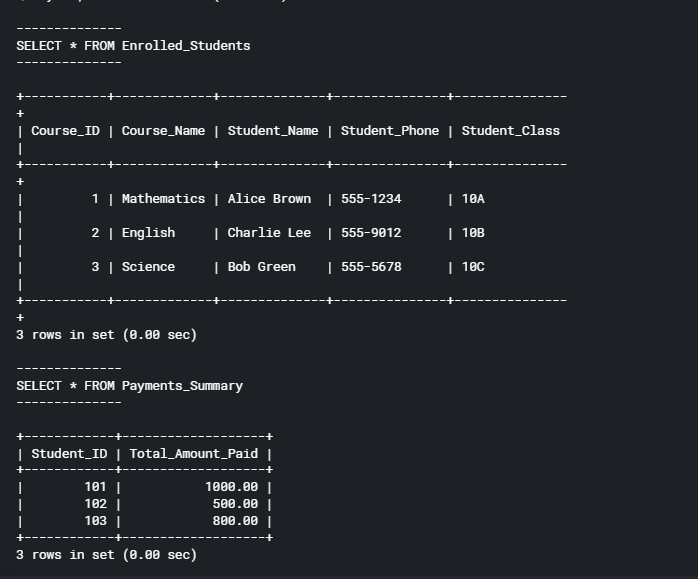 --------------
SELECT * FROM Enrolled_Students
--------------
+-----------+-------------+--------------+---------------+---------------
+
| Course_ID | Course_Name | Student_Name | Student_Phone | Student_Class
|
+-----------+-------------+--------------+---------------+---------------
+
|         1 | Mathematics | Alice Brown  | 555-1234      | 10A
|
|         2 | English     | Charlie Lee  | 555-9012      | 10B
|
|         3 | Science     | Bob Green    | 555-5678      | 10C
|
+-----------+-------------+--------------+---------------+---------------
+
3 rows in set (0.00 sec)
--------------
SELECT * FROM Payments_Summary
--------------
+------------+-------------------+
| Student_ID | Total_Amount_Paid |
+------------+-------------------+
|        101 |           1000.00 |
|        102 |            500.00 |
|        103 |            800.00 |
+------------+-------------------+
3 rows in set (0.00 sec)